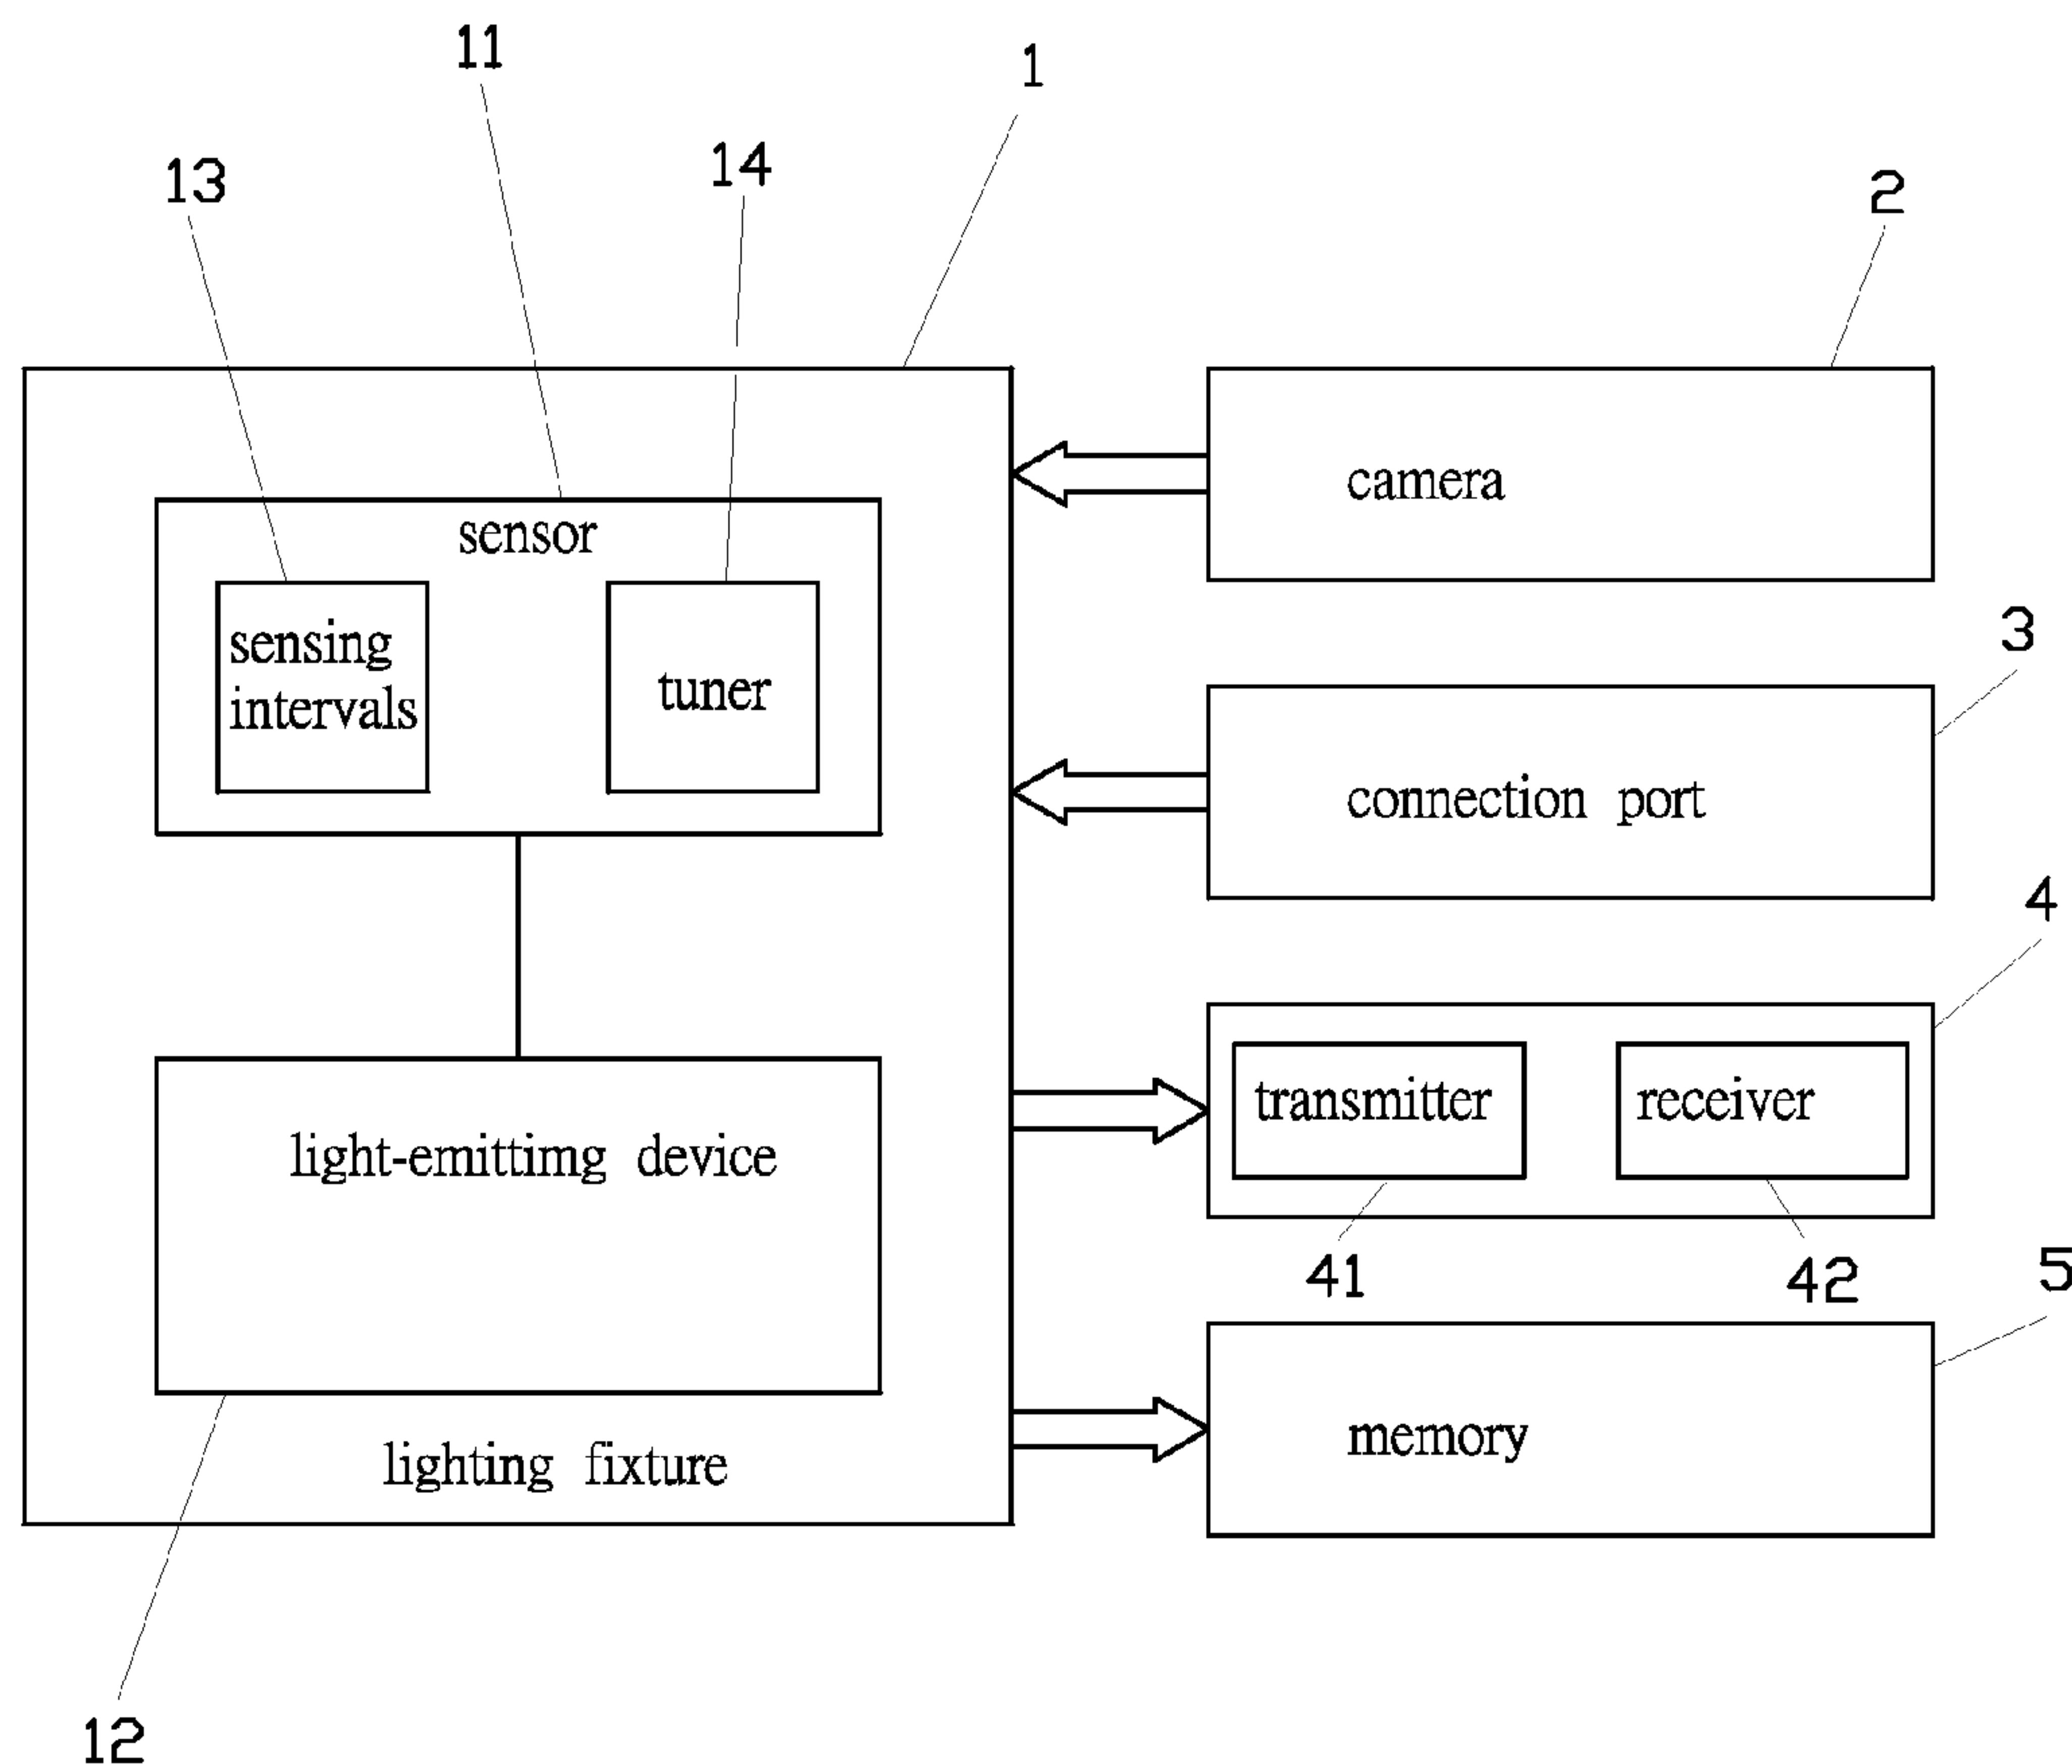 11
1
14
13
2
camera
sensor
3
sensing
intervals
tuner
connection port
4
transmitter
receiver
light-emittimg device
41
42
5
memory
lighting fixture
12